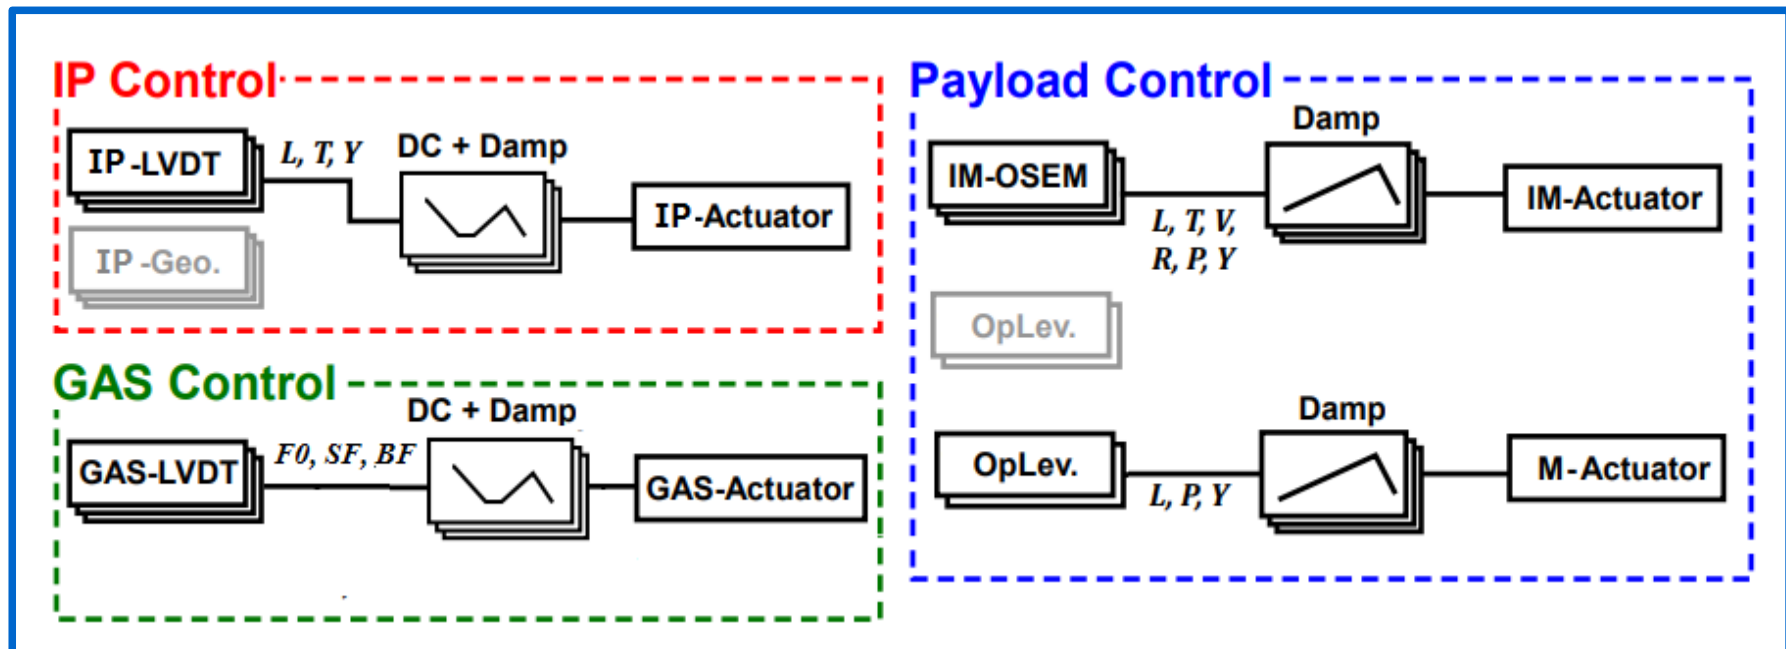 IP Control
IP-LVDT
L, T, Y
DC + Damp
IP-Actuator
IP-Geo.
GAS Control
GAS-LVDT
F0, SF, BF
DC + Damp
GAS-Actuator
Payload Control
IM-OSEM
L, T, V,
R, P, Y
Damp
IM-Actuator
OpLev.
OpLev.
L, P, Y
Damp
M-Actuator